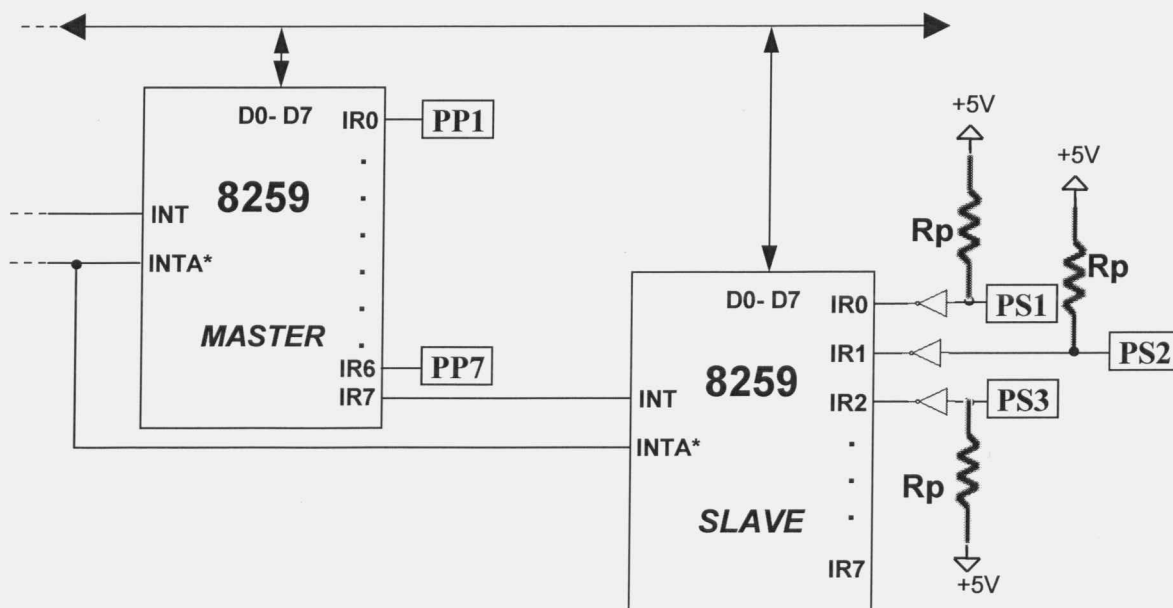 D0- D7
IR0
PP1
8259
INT
INTA*
MASTER
IR6
PP7
IR7
+5V
+5V
Rp
Rp
D0- D7
IR0
PS1
IR1
PS2
8259
INT
IR2
PS3
INTA*
Rp
SLAVE
IR7
+5V